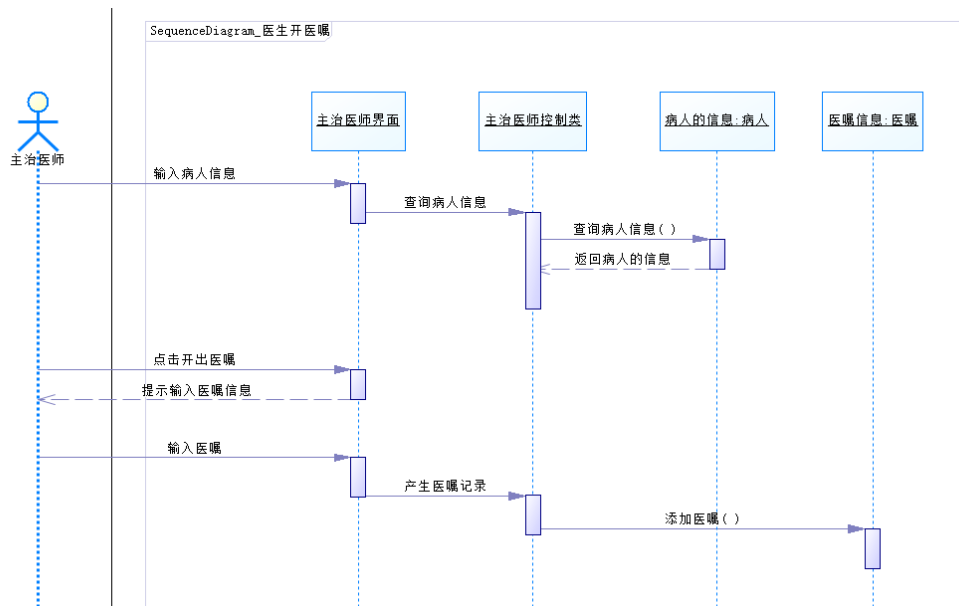 SequenceDiagram_医生开医嘱
主治医师
主治医师界面
主治医师控制类
病人的信息:病人
医嘱信息:医嘱
输入病人信息
查询病人信息
查询病人信息( )
返回病人的信息
点击开出医嘱
提示输入医嘱信息
输入医嘱
产生医嘱记录
添加医嘱( )